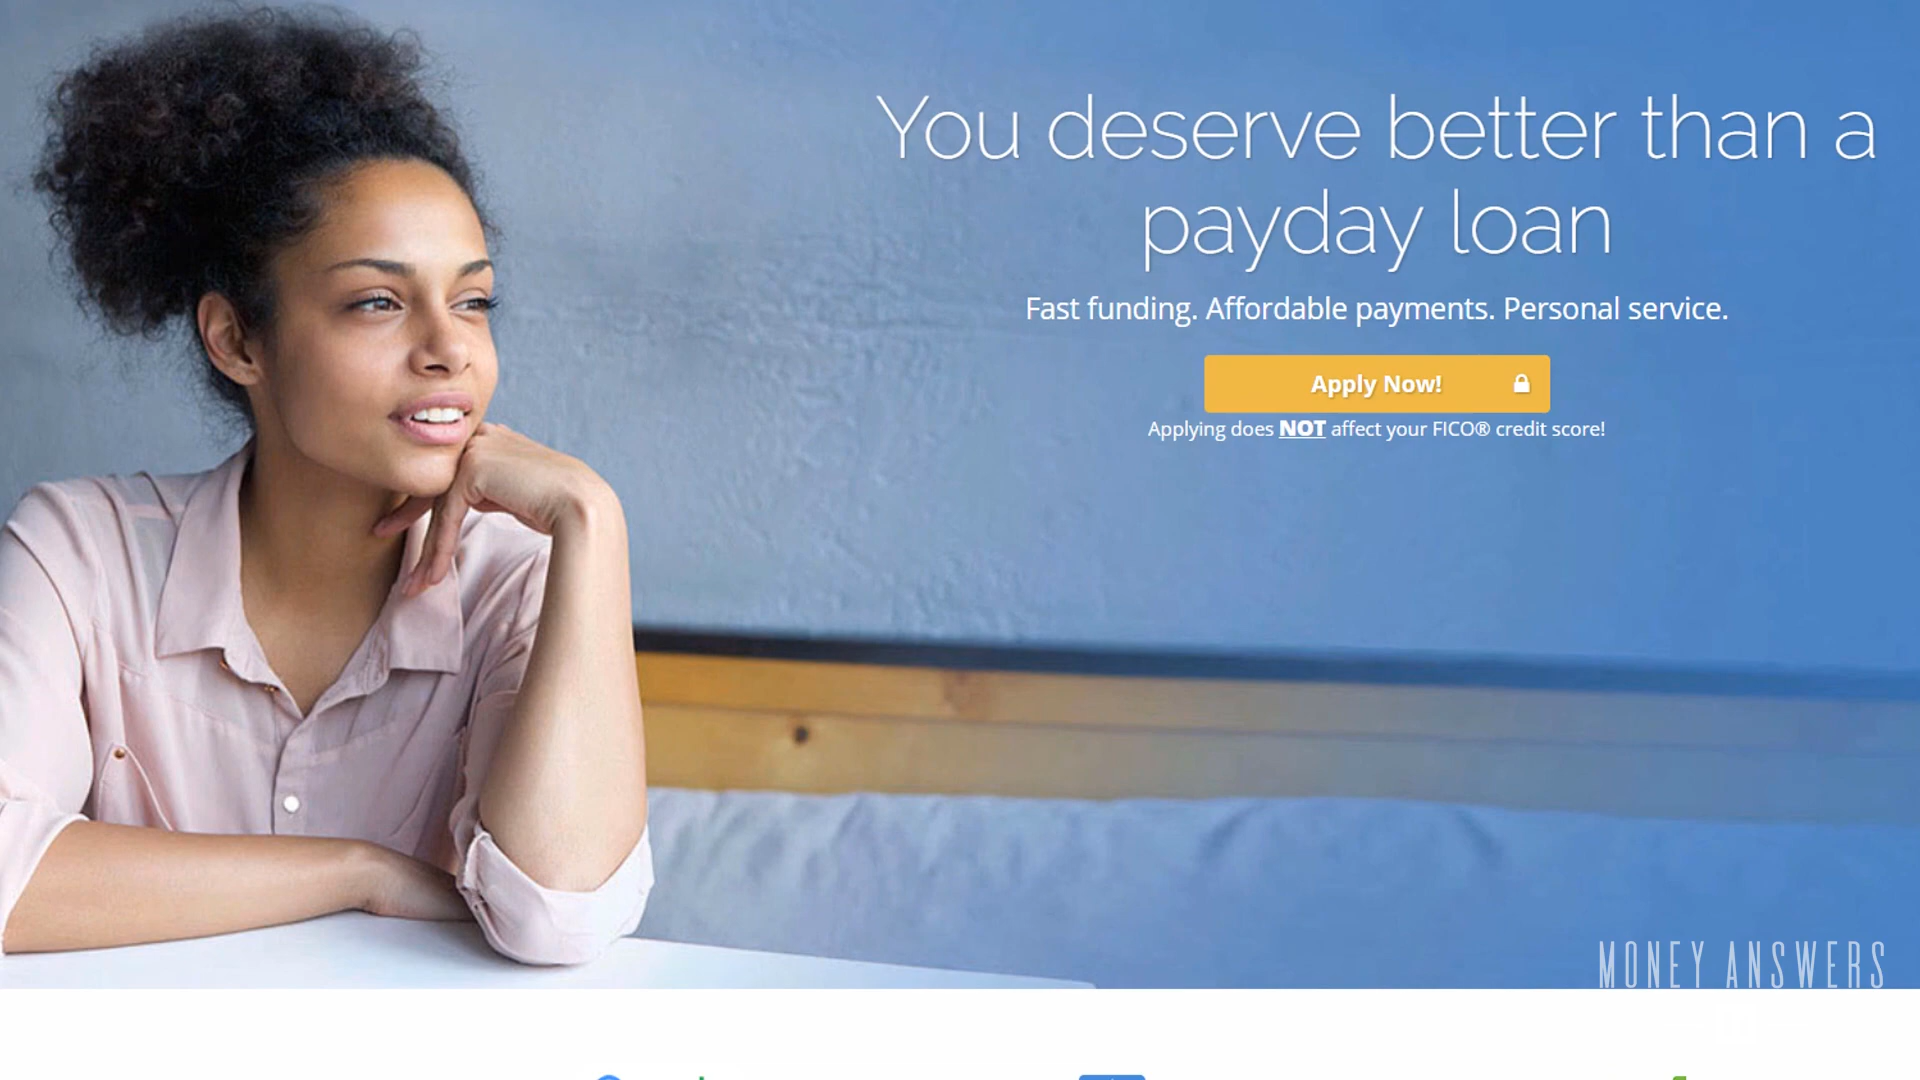 You deserve better than a
payday loan
Fast funding. Affordable payments. Personal service.
Apply Now!
Applying does NOT affect your FICO® credit score!
MONEY ANSWERS